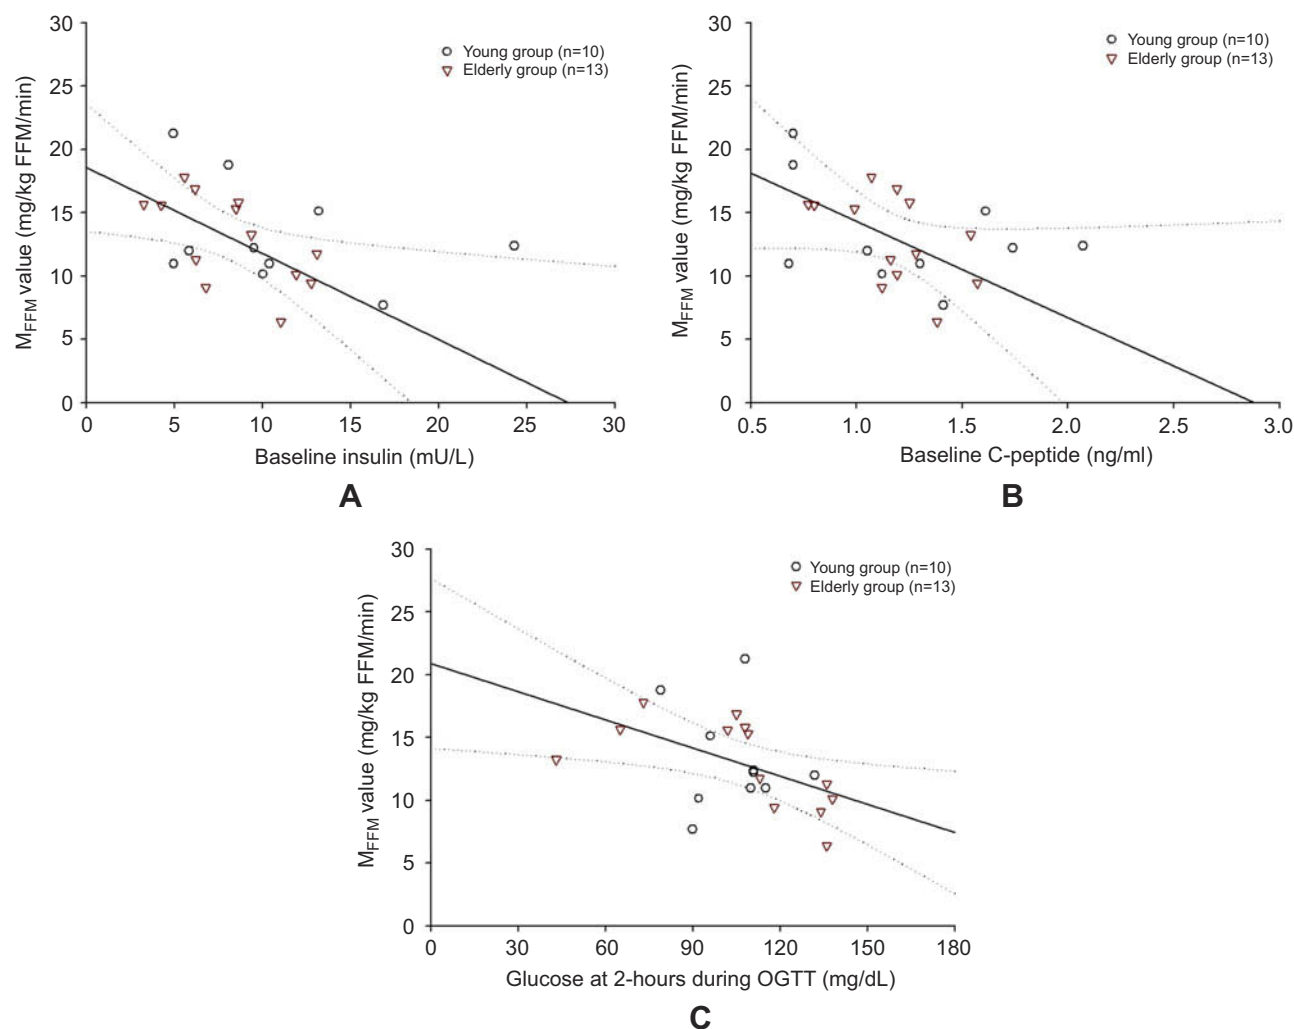 30
25
20
15
10
5
0
M_FFM value (mg/kg FFM/min)
Young group (n=10)
Elderly group (n=13)
0 5 10 15 20 25 30
Baseline insulin (mU/L)
A
30
25
20
15
10
5
0
M_FFM value (mg/kg FFM/min)
Young group (n=10)
Elderly group (n=13)
0.5 1.0 1.5 2.0 2.5 3.0
Baseline C-peptide (ng/ml)
B
30
25
20
15
10
5
0
M_FFM value (mg/kg FFM/min)
Young group (n=10)
Elderly group (n=13)
0 30 60 90 120 150 180
Glucose at 2-hours during OGTT (mg/dL)
C